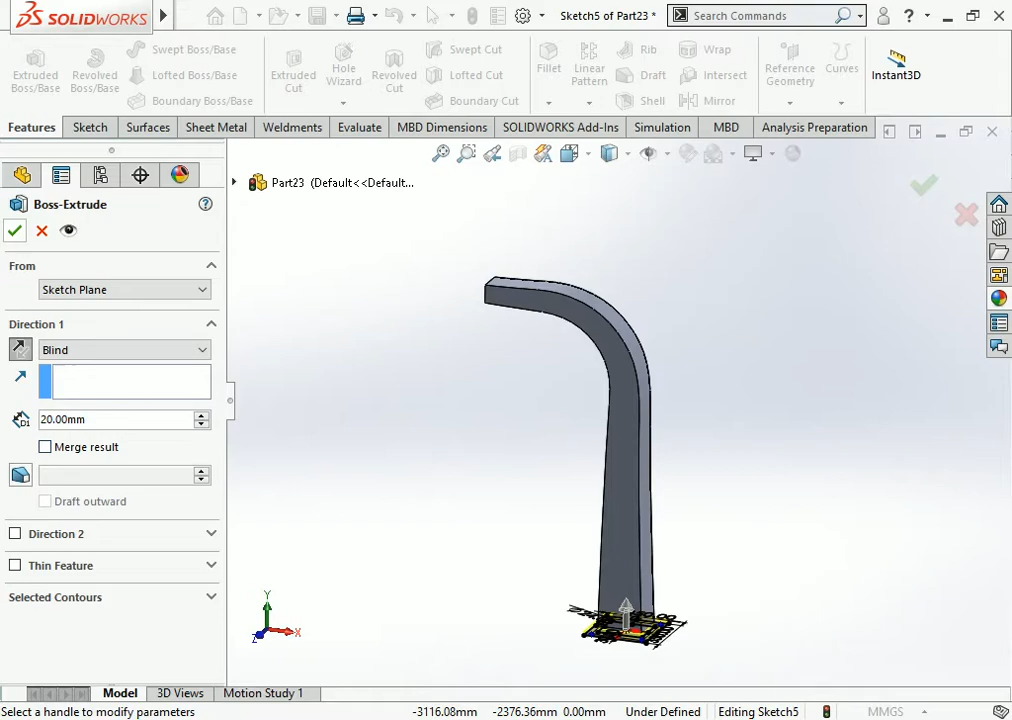 SOLIDWORKS
Sketch5 of Part23 *
Search Commands
?
Extruded Boss/Base
Revolved Boss/Base
Swept Boss/Base
Lofted Boss/Base
Boundary Boss/Base
Extruded Cut
Hole Wizard
Revolved Cut
Swept Cut
Lofted Cut
Boundary Cut
Fillet
Linear Pattern
Rib
Draft
Shell
Wrap
Intersect
Mirror
Reference Geometry
Curves
Instant3D
Features
Sketch
Surfaces
Sheet Metal
Weldments
Evaluate
MBD Dimensions
SOLIDWORKS Add-Ins
Simulation
MBD
Analysis Preparation
Part23 (Default<<Default...
Boss-Extrude
?
From
Sketch Plane
Direction 1
Blind
D1
20.00mm
Merge result
Draft outward
Direction 2
Thin Feature
Selected Contours
Y
X
Z
Model
3D Views
Motion Study 1
Select a handle to modify parameters
-3116.08mm
-2376.36mm
0.00mm
Under Defined
Editing Sketch5
MMGS